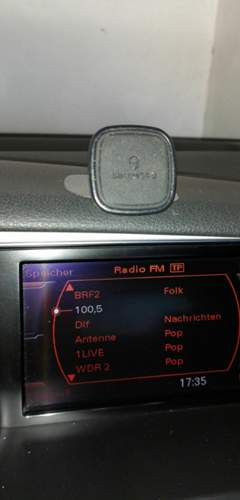 Speicher Radio FM TP
BRF2 Folk
100,5
Dlf Nachrichten
Antenne Pop
1LIVE Pop
WDR 2 Pop
17:35